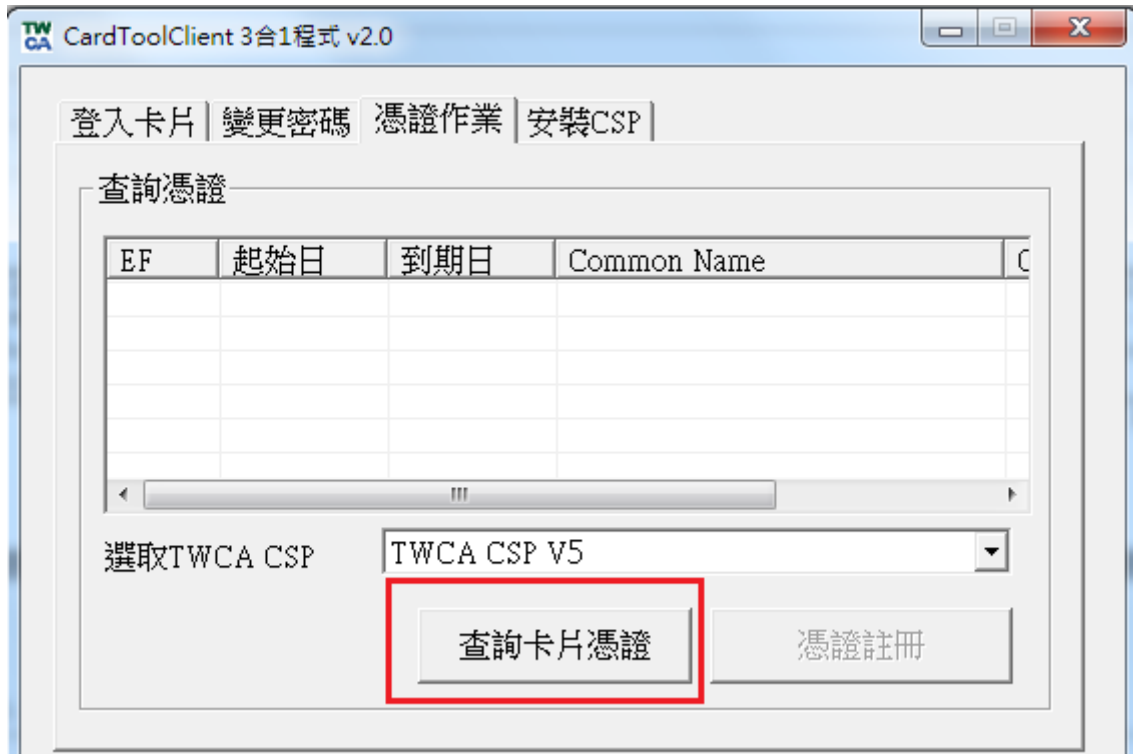 TWCA CardToolClient 3合1程式 v2.0
登入卡片 變更密碼 憑證作業 安裝CSP
查詢憑證
EF 起始日 到期日 Common Name
選取TWCA CSP TWCA CSP V5
查詢卡片憑證 憑證註冊